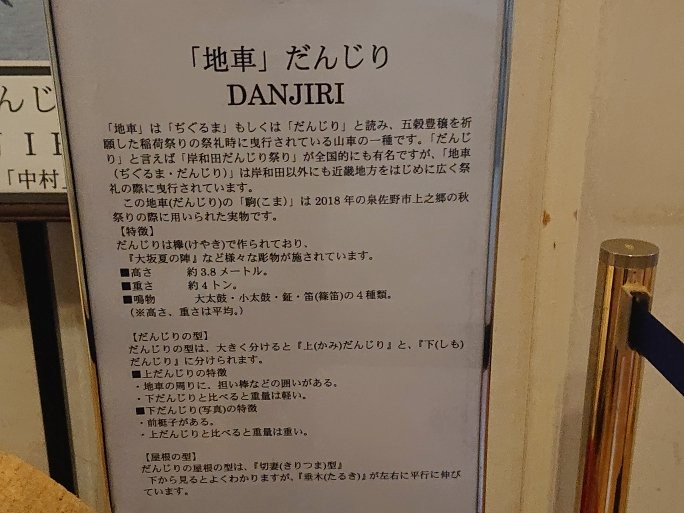 「地車」だんじり
DANJIRI
「地車」は「ぢぐるま」もしくは「だんじり」と読み、五穀豊穣を祈
願した稲荷祭りの祭礼時に曳行されている山車の一種です。「だんじ
り」と言えば「岸和田だんじり祭り」が全国的にも有名ですが、「地車
（ぢぐるま・だんじり）」は岸和田以外にも近畿地方をはじめに広く祭
礼の際に曳行されています。
この地車(だんじり)の「駒(こま)」は2018年の泉佐野市上之郷の秋
祭りの際に用いられた実物です。
【特徴】
だんじりは欅(けやき)で作られており、
『大坂夏の陣』など様々な彫物が施されています。
■高さ 約3.8メートル。
■重さ 約4トン。
■鳴物 大太鼓・小太鼓・鉦・笛(篠笛)の4種類。
（※高さ、重さは平均。）
【だんじりの型】
だんじりの型は、大きく分けると『上(かみ)だんじり』と、『下(しも)
だんじり』に分けられます。
■上だんじりの特徴
・地車の周りに、担い棒などの囲いがある。
・下だんじりと比べると重量は軽い。
■下だんじり(写真)の特徴
・前梃子がある。
・上だんじりと比べると重量は重い。
【屋根の型】
だんじりの屋根の型は、『切妻(きりつま)型』
下から見るとよくわかりますが、『垂木(たるき)』が左右に平行に伸び
ています。
んじ
「中村